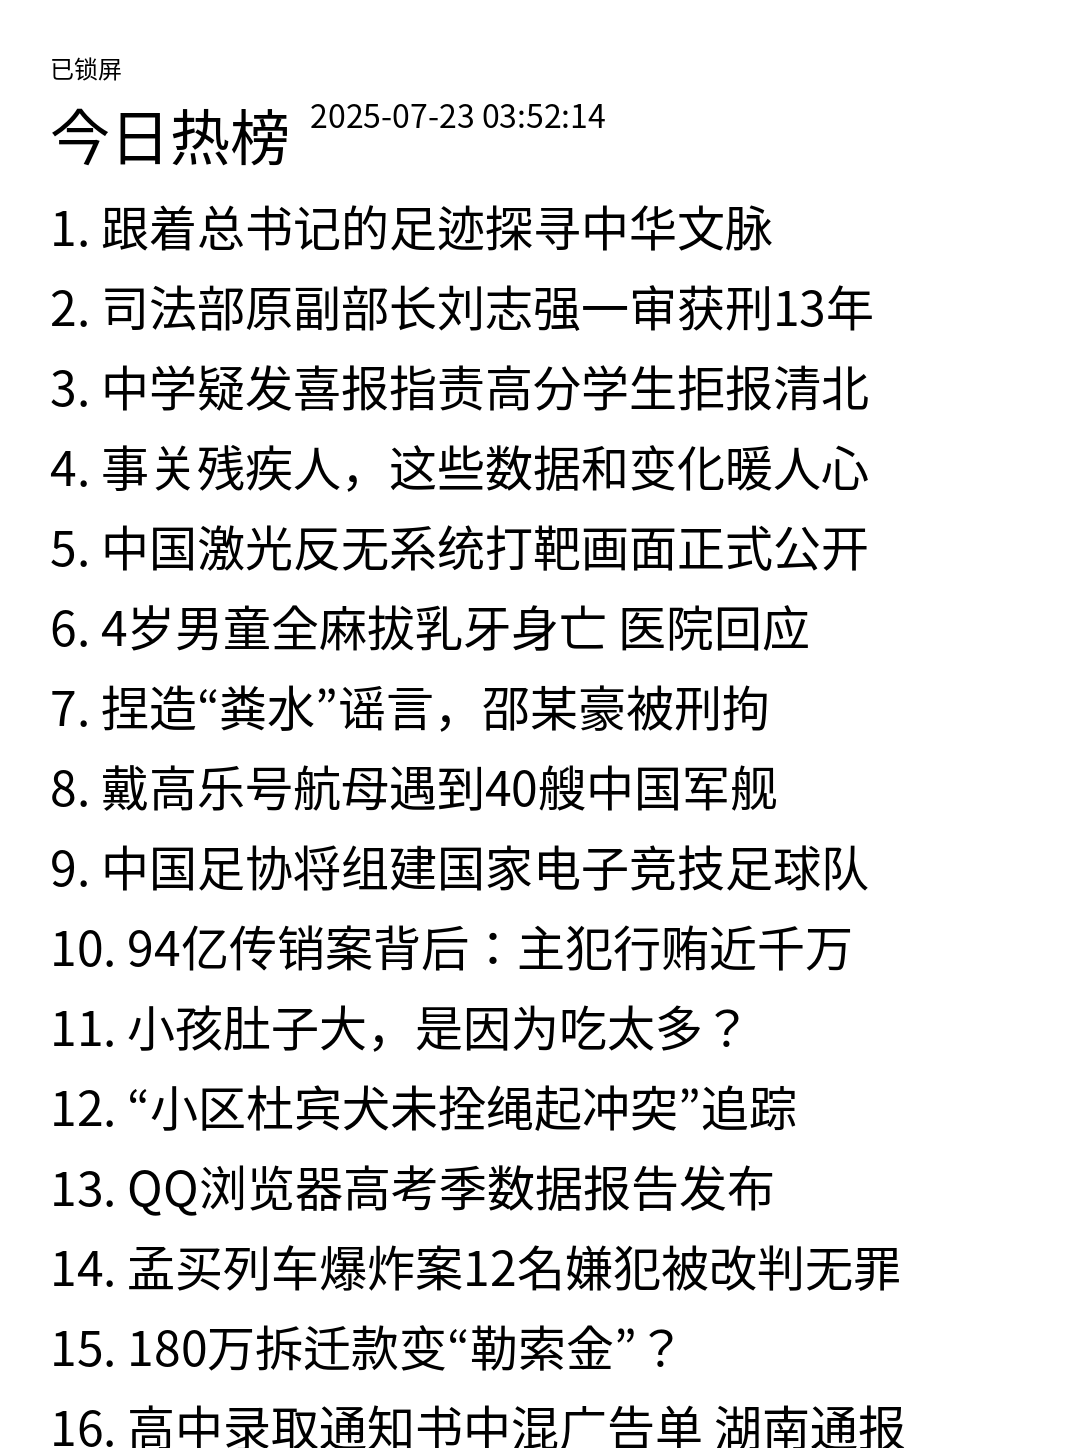 已锁屏
今日热榜 2025-07-23 03:52:14
1. 跟着总书记的足迹探寻中华文脉
2. 司法部原副部长刘志强一审获刑13年
3. 中学疑发喜报指责高分学生拒报清北
4. 事关残疾人，这些数据和变化暖人心
5. 中国激光反无系统打靶画面正式公开
6. 4岁男童全麻拔乳牙身亡 医院回应
7. 捏造“粪水”谣言，邵某豪被刑拘
8. 戴高乐号航母遇到40艘中国军舰
9. 中国足协将组建国家电子竞技足球队
10. 94亿传销案背后：主犯行贿近千万
11. 小孩肚子大，是因为吃太多？
12. “小区杜宾犬未拴绳起冲突”追踪
13. QQ浏览器高考季数据报告发布
14. 孟买列车爆炸案12名嫌犯被改判无罪
15. 180万拆迁款变“勒索金”？
16. 高中录取通知书中混广告单 湖南通报